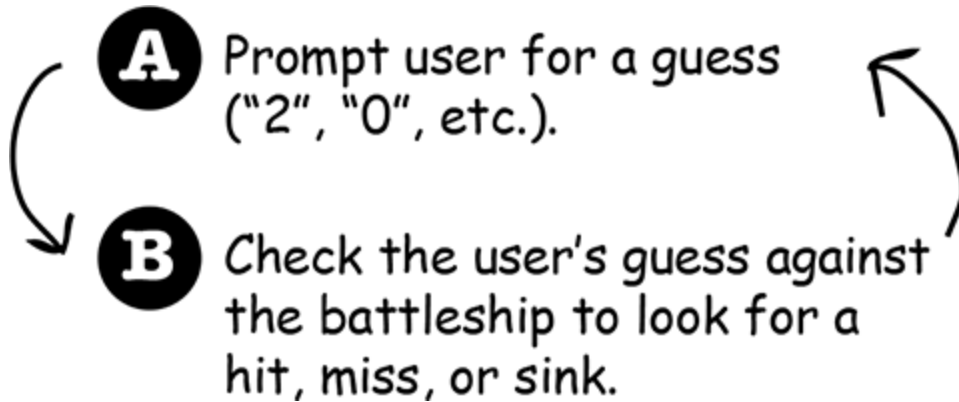 A Prompt user for a guess
(“2”, “0”, etc.).
B Check the user’s guess against
the battleship to look for a
hit, miss, or sink.